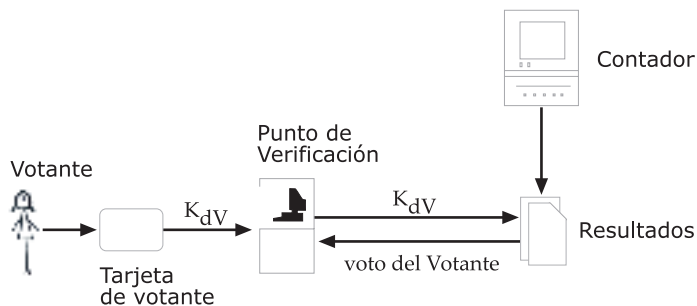 Contador
Punto de
Verificación
Votante
K_dV
K_dV
Resultados
voto del Votante
Tarjeta
de votante